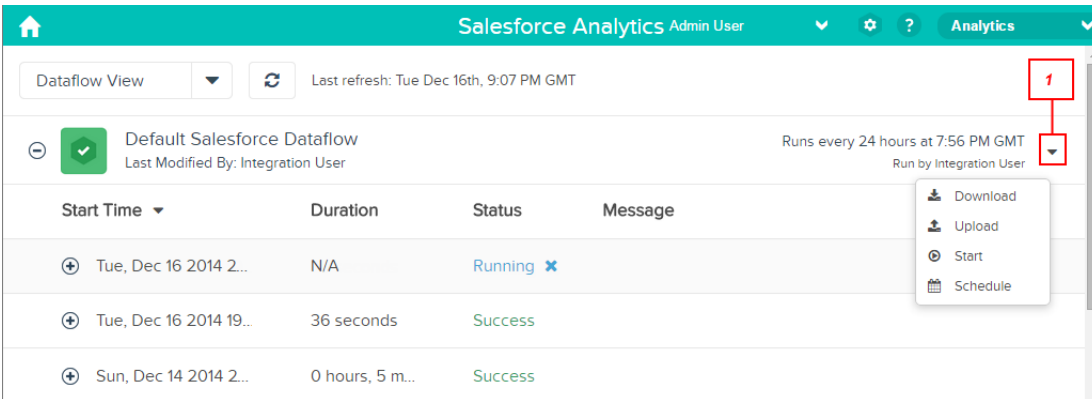 Salesforce Analytics Admin User ? Analytics
Dataflow View Last refresh: Tue Dec 16th, 9:07 PM GMT
1
Default Salesforce Dataflow
Last Modified By: Integration User
Runs every 24 hours at 7:56 PM GMT
Run by Integration User
Download
Upload
Start
Schedule
Start Time Duration Status Message
Tue, Dec 16 2014 2... N/A Running
Tue, Dec 16 2014 19... 36 seconds Success
Sun, Dec 14 2014 2... 0 hours, 5 m... Success